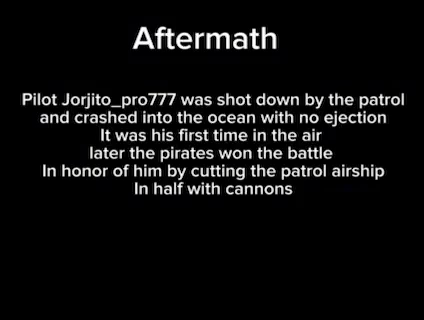 Aftermath
Pilot Jorjito_pro777 was shot down by the patrol
and crashed into the ocean with no ejection
It was his first time in the air
later the pirates won the battle
In honor of him by cutting the patrol airship
In half with cannons